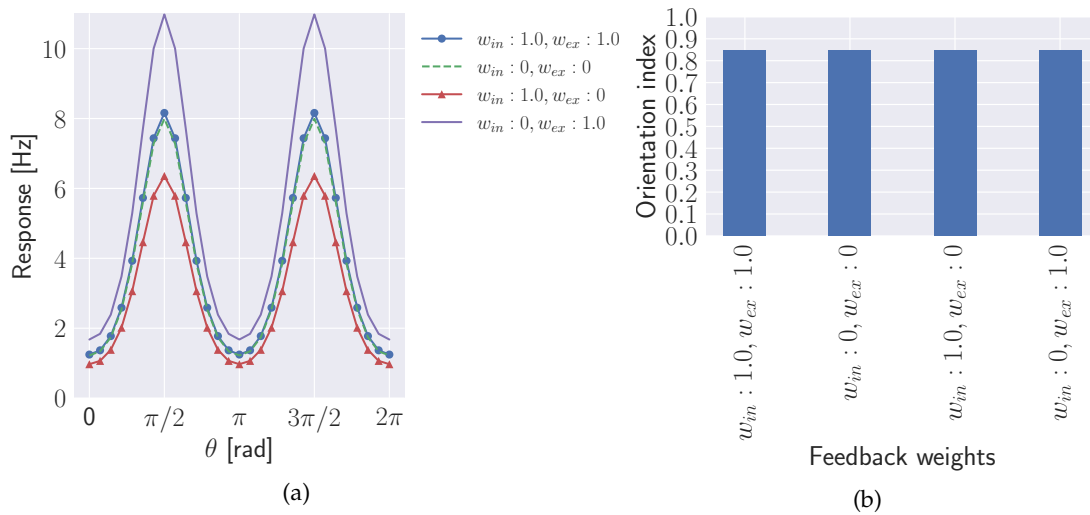 10
8
6
4
2
0
Response [Hz]
0 π/2 π 3π/2 2π
θ [rad]
(a)
w_in : 1.0, w_ex : 1.0
w_in : 0, w_ex : 0
w_in : 1.0, w_ex : 0
w_in : 0, w_ex : 1.0
1.0
0.9
0.8
0.7
0.6
0.5
0.4
0.3
0.2
0.1
0.0
Orientation index
w_in : 1.0, w_ex : 1.0
w_in : 0, w_ex : 0
w_in : 1.0, w_ex : 0
w_in : 0, w_ex : 1.0
Feedback weights
(b)